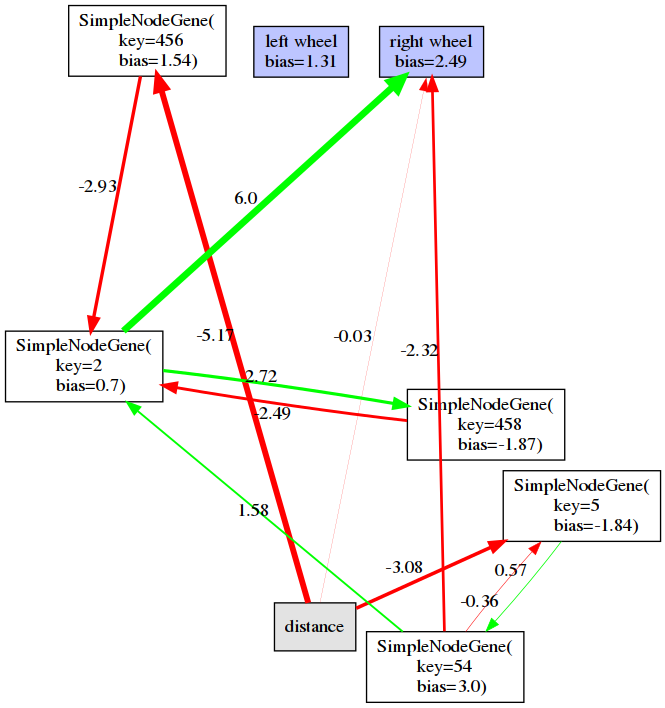 SimpleNodeGene(
key=456
bias=1.54)
left wheel
bias=1.31
right wheel
bias=2.49
-2.93
6.0
-5.17
-0.03
-2.32
SimpleNodeGene(
key=2
bias=0.7)
2.72
-2.49
SimpleNodeGene(
key=458
bias=-1.87)
SimpleNodeGene(
key=5
bias=-1.84)
1.58
-3.08
0.57
-0.36
distance
SimpleNodeGene(
key=54
bias=3.0)